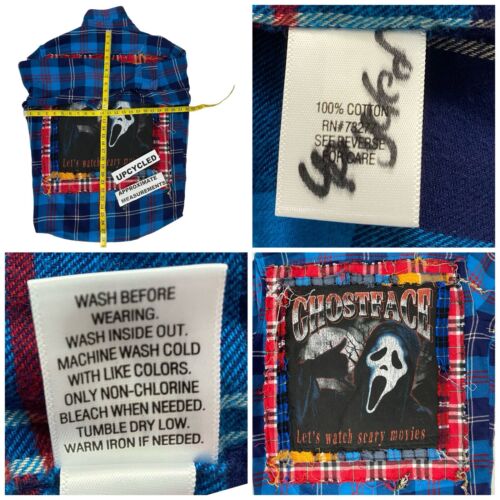 Let's watch scary m
UPCYCLED
APPROXIMATE
MEASUREMENTS
100% COTTON
SEE REVERSE
FOR CARE
WASH BEFORE
WEARING.
WASH INSIDE OUT.
MACHINE WASH COLD
WITH LIKE COLORS.
ONLY NON-CHLORINE
BLEACH WHEN NEEDED.
TUMBLE DRY LOW.
WARM IRON IF NEEDED.
GHOSTFACE
Let's watch scary movies